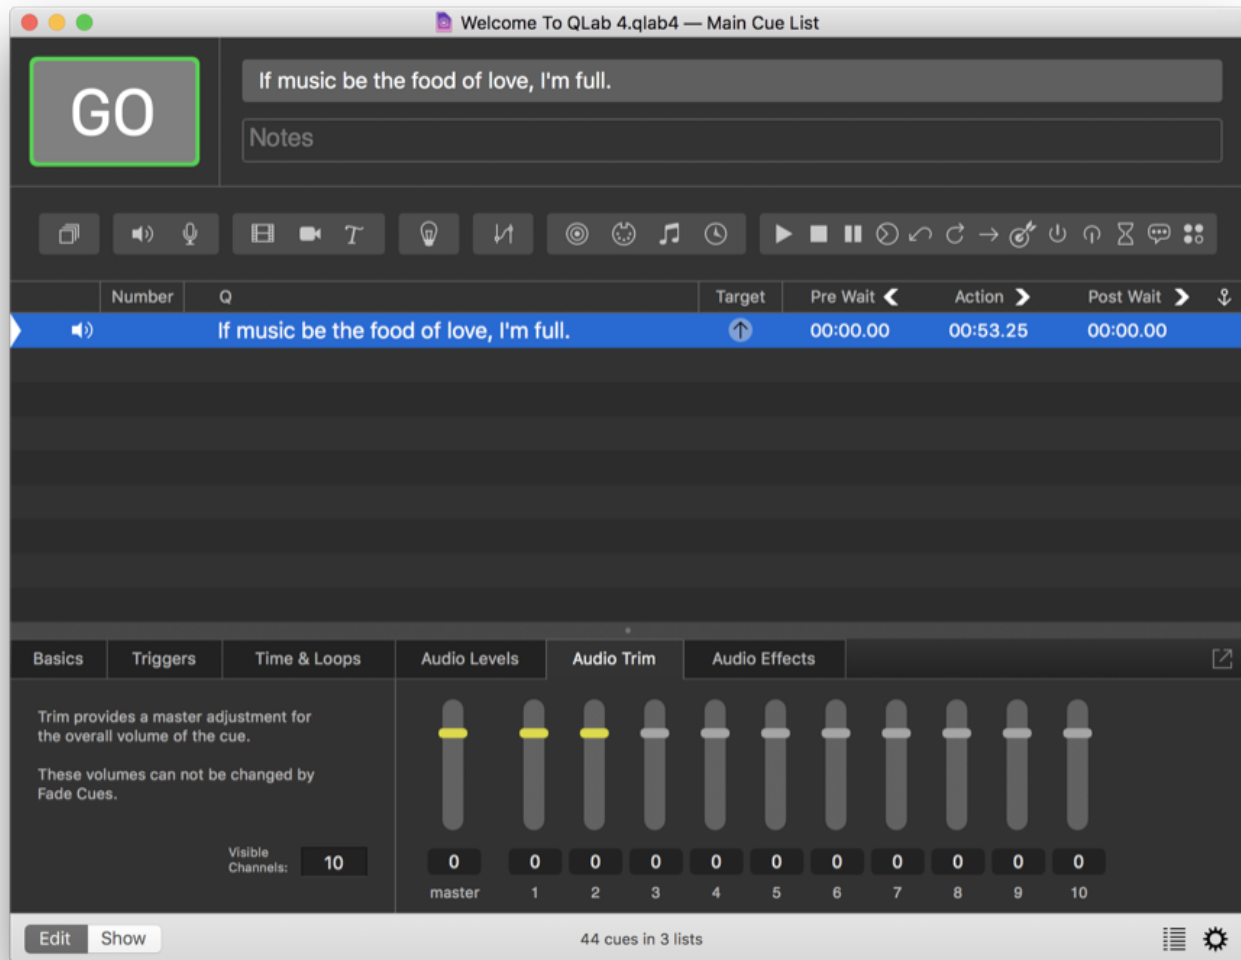 Welcome To QLab 4.qlab4 — Main Cue List
GO
If music be the food of love, I'm full.
Notes
Number Q Target Pre Wait Action Post Wait
If music be the food of love, I'm full. 00:00.00 00:53.25 00:00.00
Basics Triggers Time & Loops Audio Levels Audio Trim Audio Effects
Trim provides a master adjustment for
the overall volume of the cue.
These volumes can not be changed by
Fade Cues.
Visible
Channels: 10
0 0 0 0 0 0 0 0 0 0 0
master 1 2 3 4 5 6 7 8 9 10
Edit Show 44 cues in 3 lists